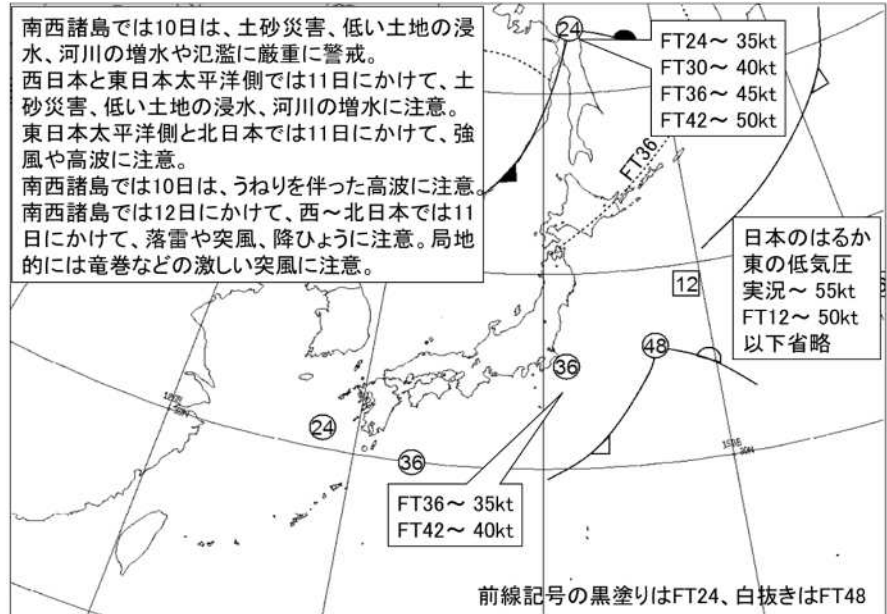 南西諸島では10日は、土砂災害、低い土地の浸
水、河川の増水や氾濫に厳重に警戒。
西日本と東日本太平洋側では11日にかけて、土
砂災害、低い土地の浸水、河川の増水に注意。
東日本太平洋側と北日本では11日にかけて、強
風や高波に注意。
南西諸島では10日は、うねりを伴った高波に注意。
南西諸島では12日にかけて、西～北日本では11
日にかけて、落雷や突風、降ひょうに注意。局地
的には竜巻などの激しい突風に注意。
24
FT24～ 35kt
FT30～ 40kt
FT36～ 45kt
FT42～ 50kt
FT36
日本のはるか
東の低気圧
実況～ 55kt
FT12～ 50kt
以下省略
12
48
36
24
36
30N
FT36～ 35kt
FT42～ 40kt
前線記号の黒塗りはFT24、白抜きはFT48